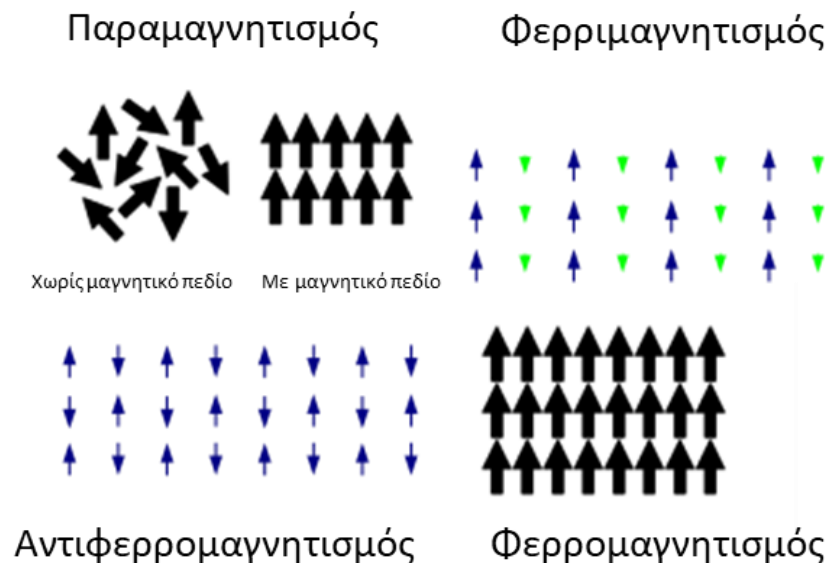 Παραμαγνητισμός
Φερριμαγνητισμός
Χωρίς μαγνητικό πεδίο
Με μαγνητικό πεδίο
Αντιφερρομαγνητισμός
Φερρομαγνητισμός